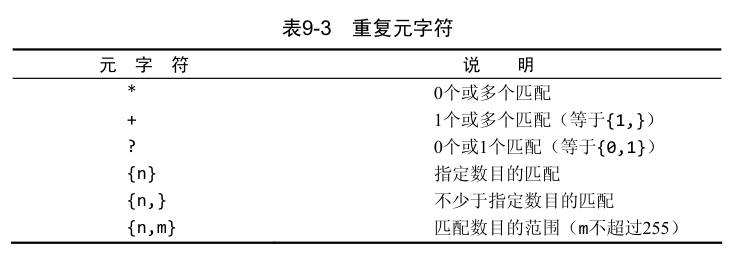 表9-3 重复元字符
元 字 符 说 明
* 0个或多个匹配
+ 1个或多个匹配（等于{1,}）
? 0个或1个匹配（等于{0,1}）
{n} 指定数目的匹配
{n,} 不少于指定数目的匹配
{n,m} 匹配数目的范围（m不超过255）